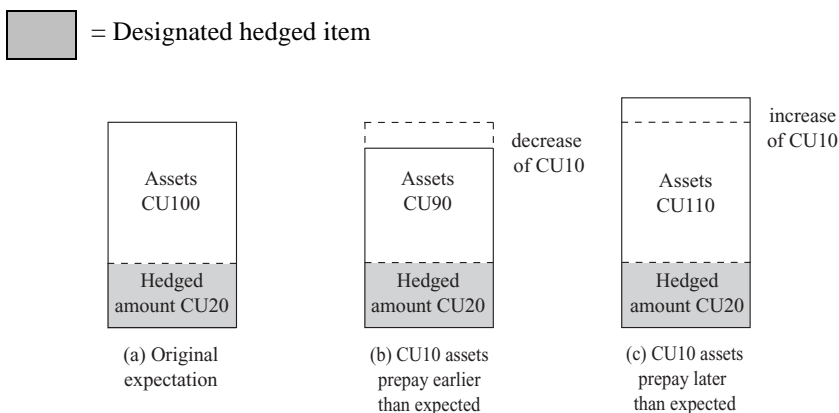 = Designated hedged item
Assets
CU100
Hedged
amount CU20
(a) Original
expectation
decrease
of CU10
Assets
CU90
Hedged
amount CU20
(b) CU10 assets
prepay earlier
than expected
increase
of CU10
Assets
CU110
Hedged
amount CU20
(c) CU10 assets
prepay later
than expected